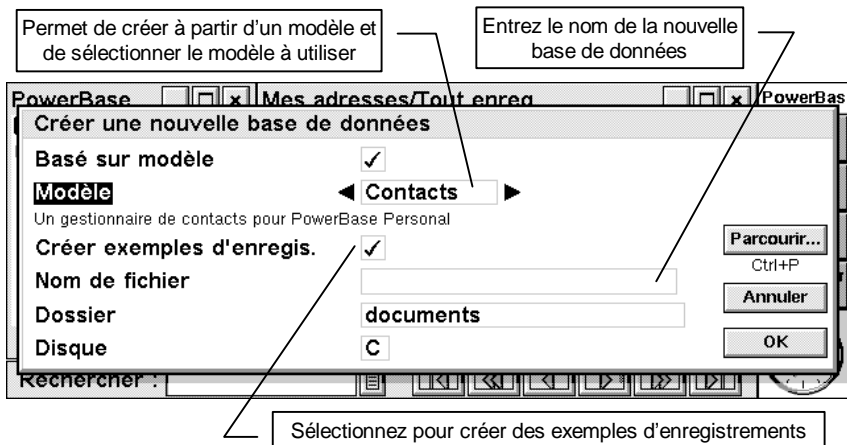 Permet de créer à partir d'un modèle et
de sélectionner le modèle à utiliser
Entrez le nom de la nouvelle
base de données
PowerBase
Mes adresses/Tout enreg
PowerBas
Créer une nouvelle base de données
Basé sur modèle
Modèle
Contacts
Un gestionnaire de contacts pour PowerBase Personal
Créer exemples d'enregis.
Parcourir...
Ctrl+P
Nom de fichier
Annuler
Dossier
documents
OK
Disque
C
Rechercher :
Sélectionnez pour créer des exemples d'enregistrements